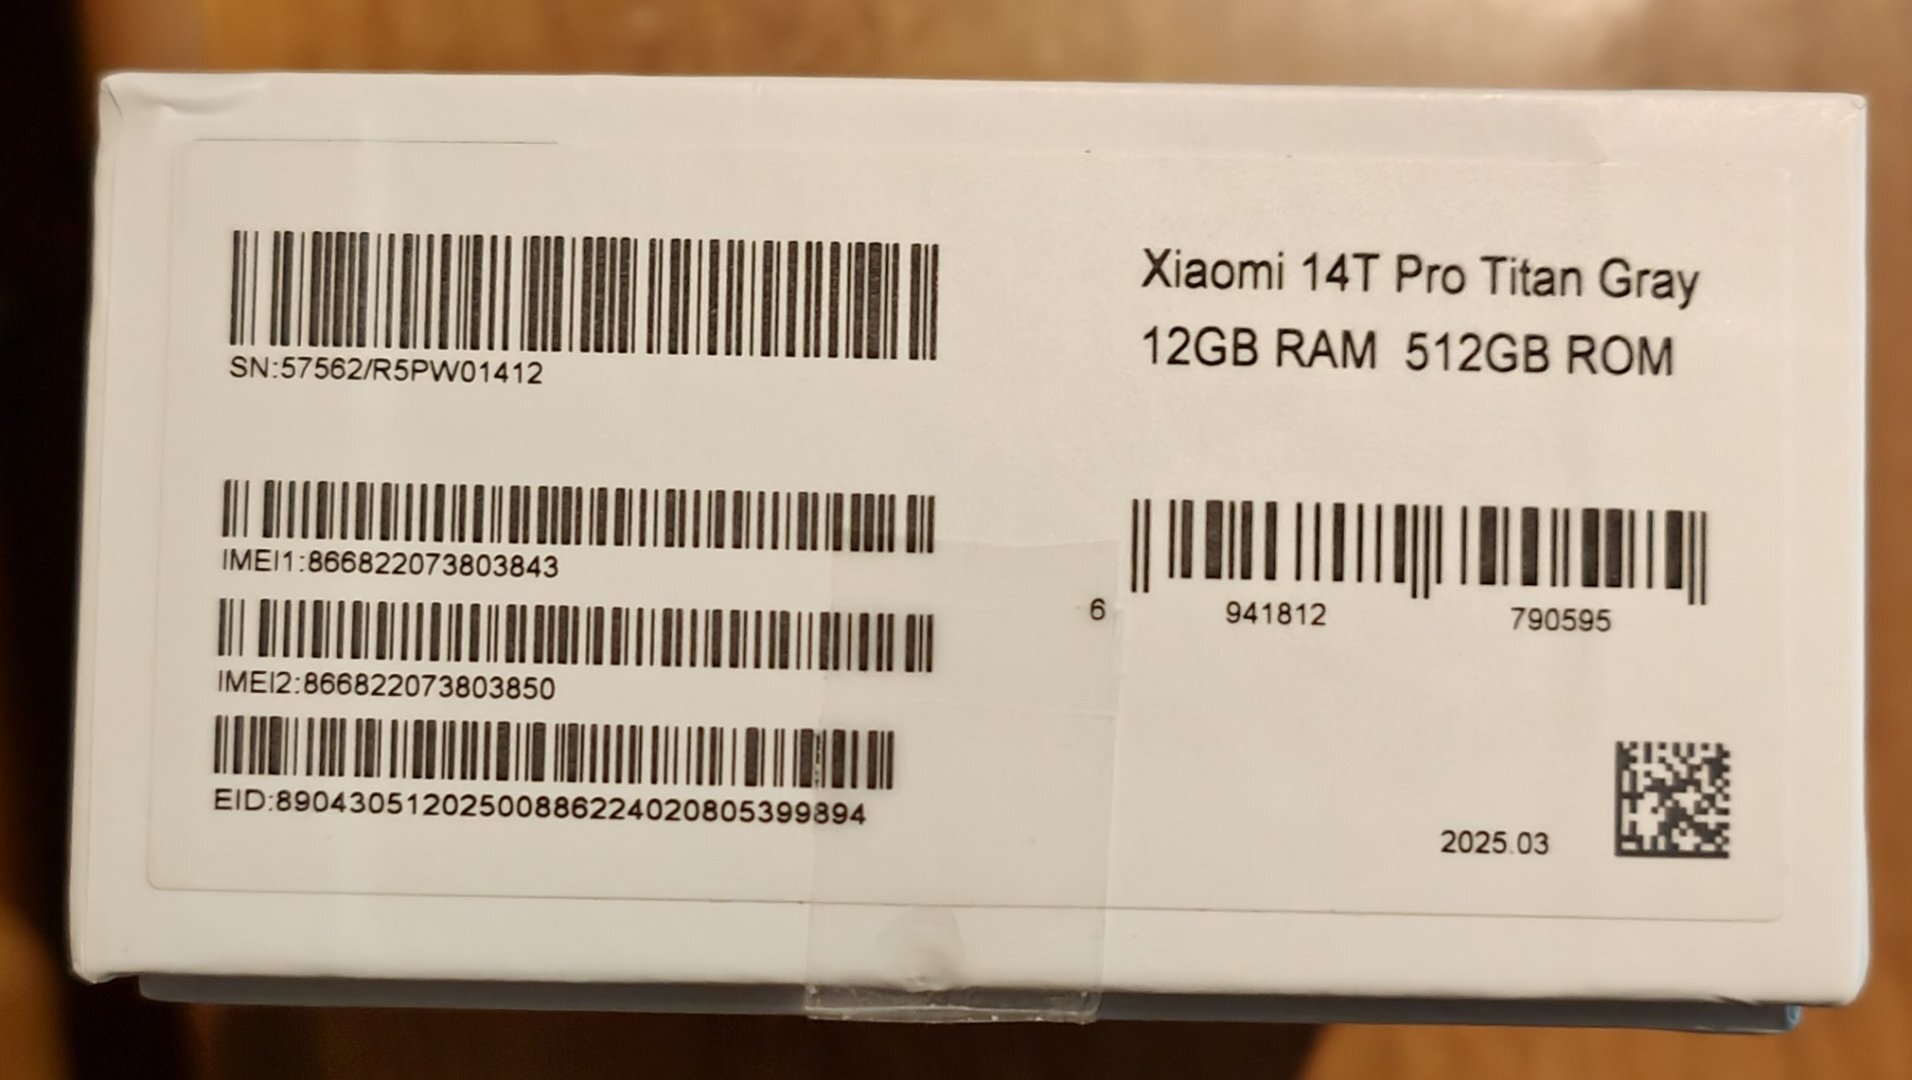 SN:57562/R5PW01412
Xiaomi 14T Pro Titan Gray
12GB RAM 512GB ROM
IMEI1:866822073803843
IMEI2:866822073803850
EID:89043051202500886224020805399894
6 941812 790595
2025.03